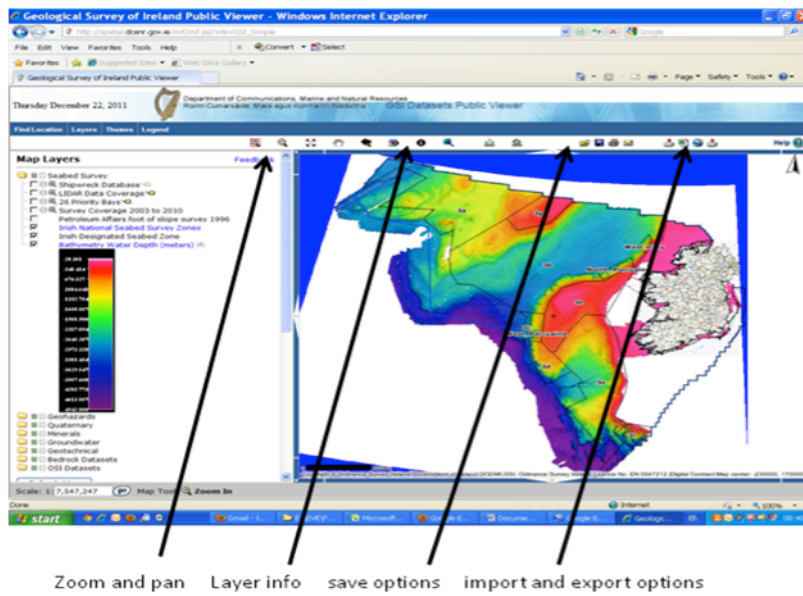 Geological Survey of Ireland Public Viewer - Windows Internet Explorer
File Edit View Favorites Tools Help x Convert Select
Favorites Suggested Sites Web Slice Gallery
Geological Survey of Ireland Public Viewer Page Safety Tools
Thursday December 22, 2011
Department of Communications, Marine and Natural Resources
GSI Datasets Public Viewer
Find Location Layers Themes Legend
Help
Map Layers Feedback
Seabed Survey
Shipwreck Database
LIDAR Data Coverage
26 Priority Bays
Survey Coverage 2003 to 2010
Petroleum Affairs foot of slope survey 1996
Irish National Seabed Survey Zones
Irish Designated Seabed Zone
Bathymetry Water Depth (meters)
Geohazards
Quaternary
Minerals
Groundwater
Geotechnical
Bedrock Datasets
OSI Datasets
Scale: 1: 7,547,247 Map Tool: Zoom In
Done Internet 100%
start Gmail - I... Microsoft... Google E... Docume... Google E... Geologic...
Zoom and pan Layer info save options import and export options